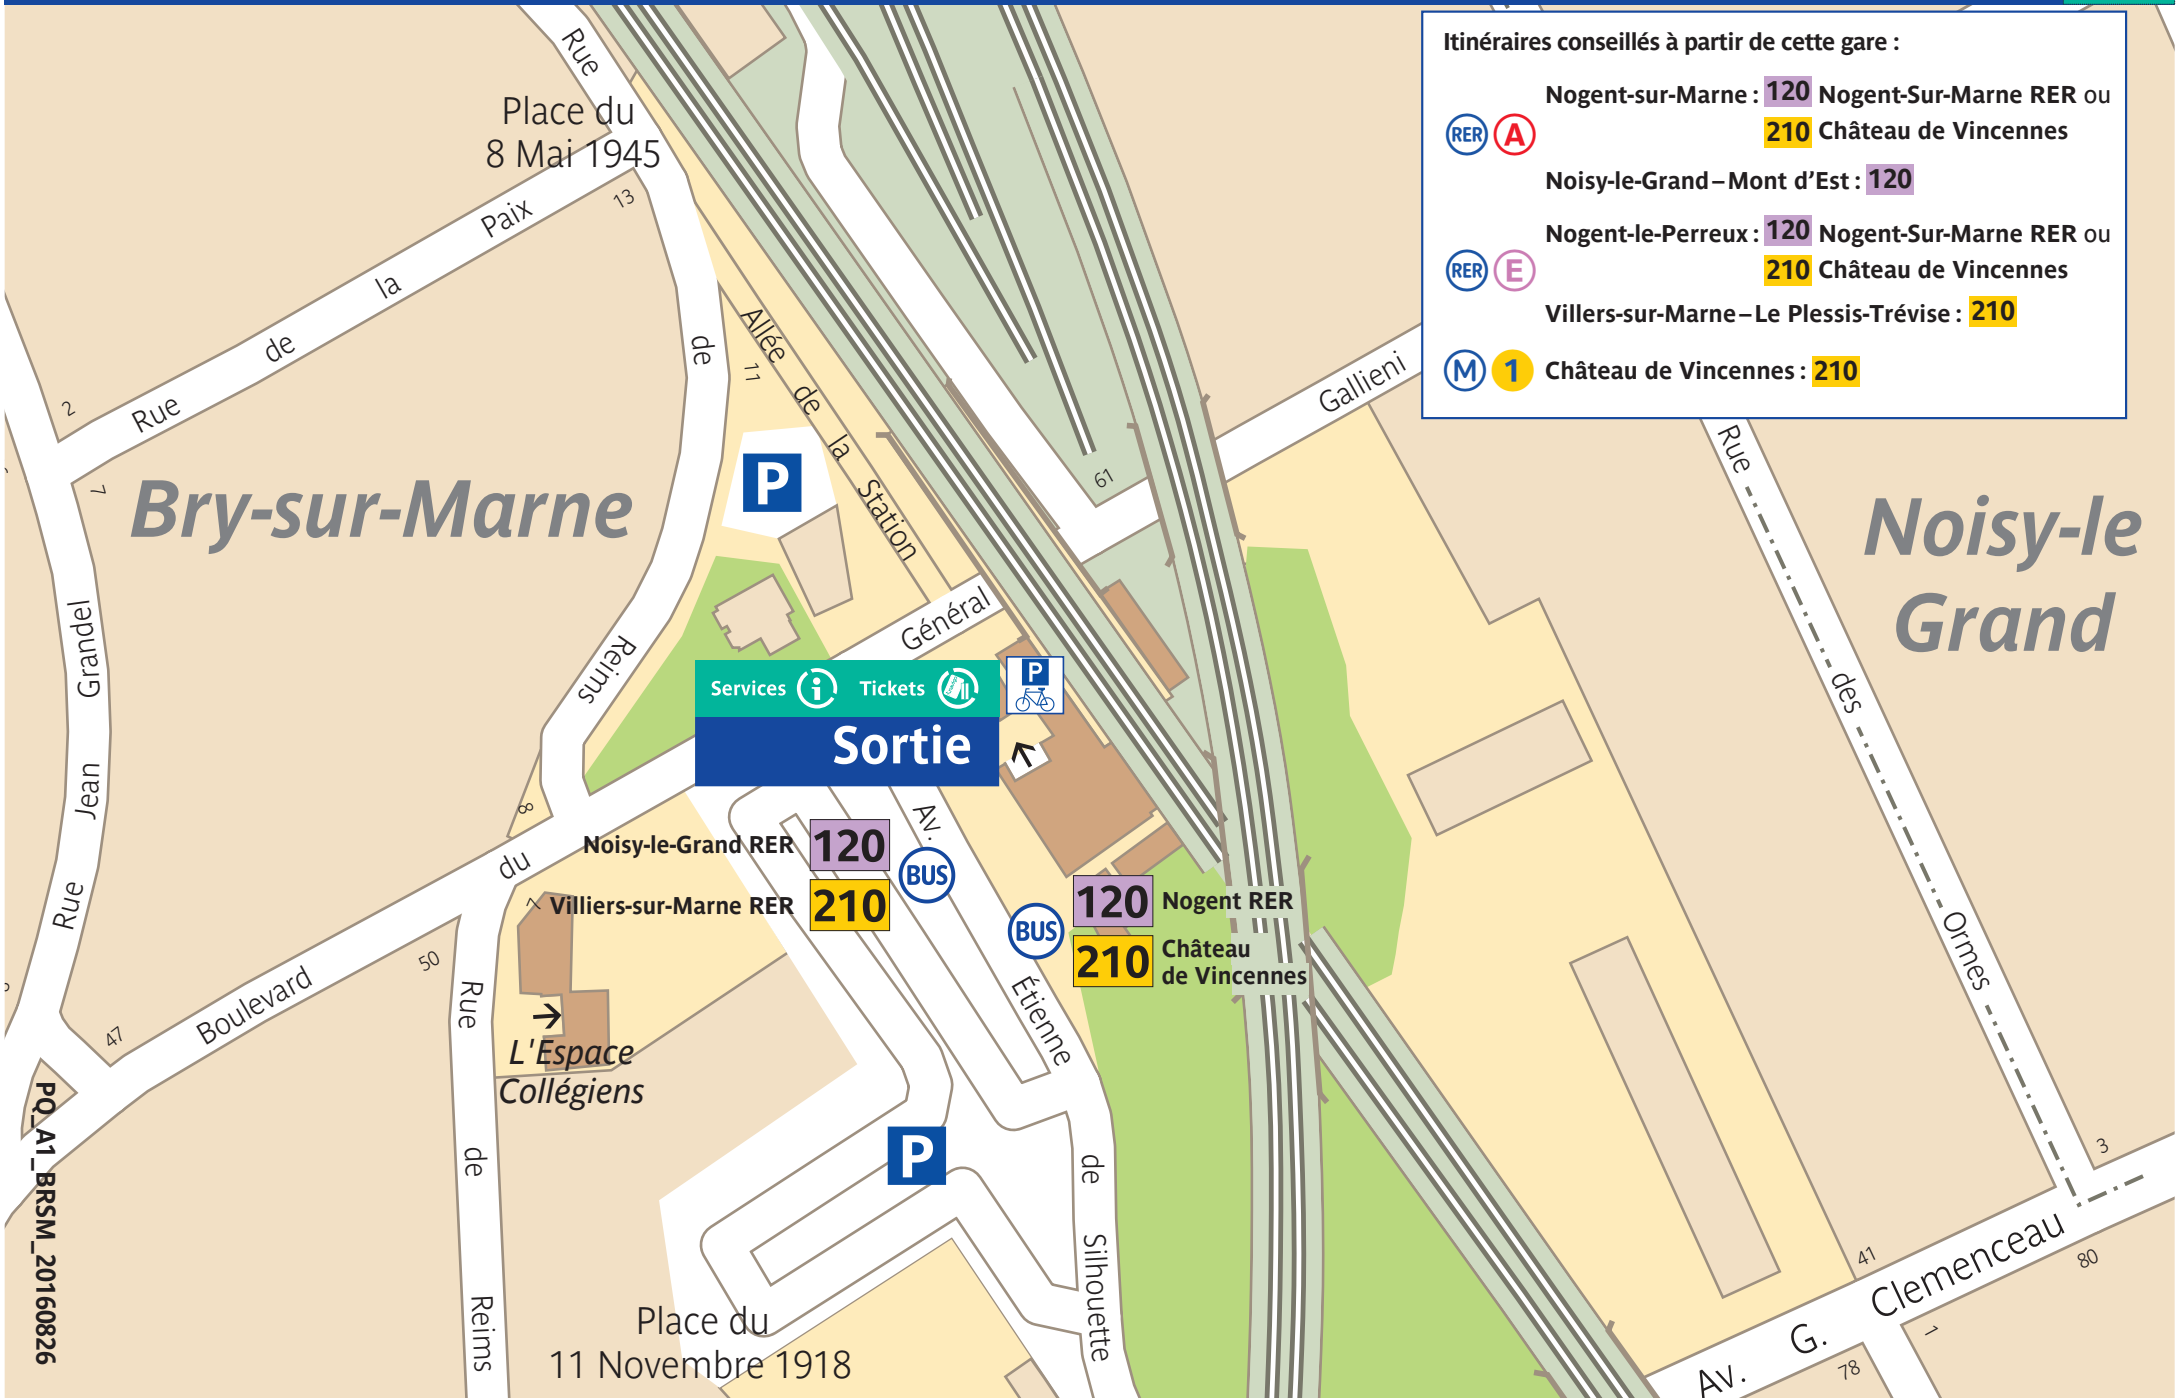 Itinéraires conseillés à partir de cette gare :
Nogent-sur-Marne : 120 Nogent-Sur-Marne RER ou
210 Château de Vincennes
RER A
Noisy-le-Grand – Mont d'Est : 120
Nogent-le-Perreux : 120 Nogent-Sur-Marne RER ou
210 Château de Vincennes
RER E
Villers-sur-Marne – Le Plessis-Trévise : 210
M 1 Château de Vincennes : 210
Place du
8 Mai 1945
Rue de Reims
13
Rue de la Paix
2
7
11
Allée de la Station
P
61
Bry-sur-Marne
Noisy-le
Grand
Rue des Ormes
Rue Jean Grandel
Boulevard du Général Gallieni
Services i Tickets
Sortie
P
8
7
50
47
Noisy-le-Grand RER 120
Villiers-sur-Marne RER 210
BUS
BUS
120 Nogent RER
210 Château
de Vincennes
Av. Étienne de Silhouette
L'Espace
Collégiens
Rue de Reims
P
Place du
11 Novembre 1918
Av. G. Clemenceau
3
41
80
1
78
PQ_A1_BRSM_20160826